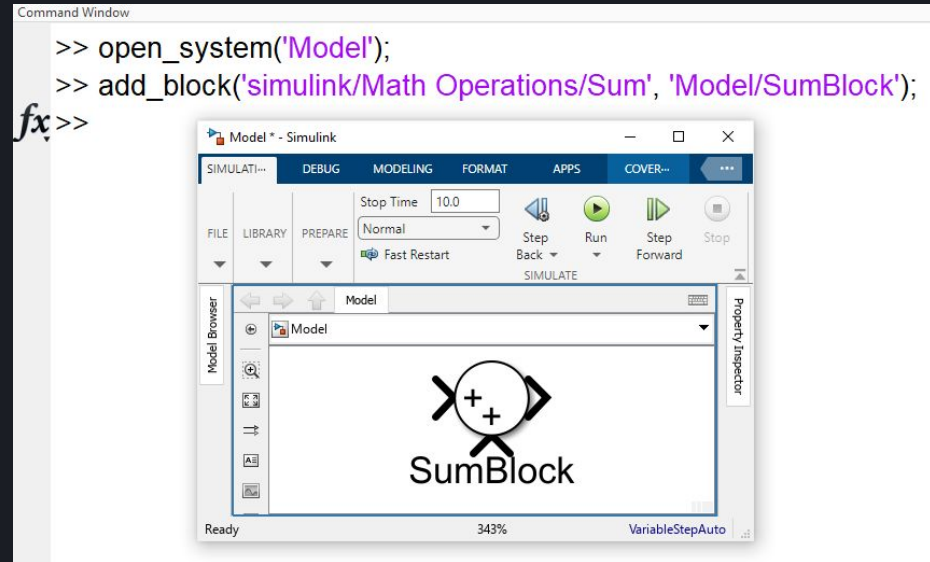 Command Window
>> open_system('Model');
>> add_block('simulink/Math Operations/Sum', 'Model/SumBlock');
fx >>
Model * - Simulink
SIMULATI... DEBUG MODELING FORMAT APPS COVER... ...
FILE LIBRARY PREPARE
Stop Time 10.0
Normal
Fast Restart
Step Back
Run
Step Forward
Stop
SIMULATE
Model Browser
Model
Model
A
+
+
SumBlock
Property Inspector
Ready 343% VariableStepAuto